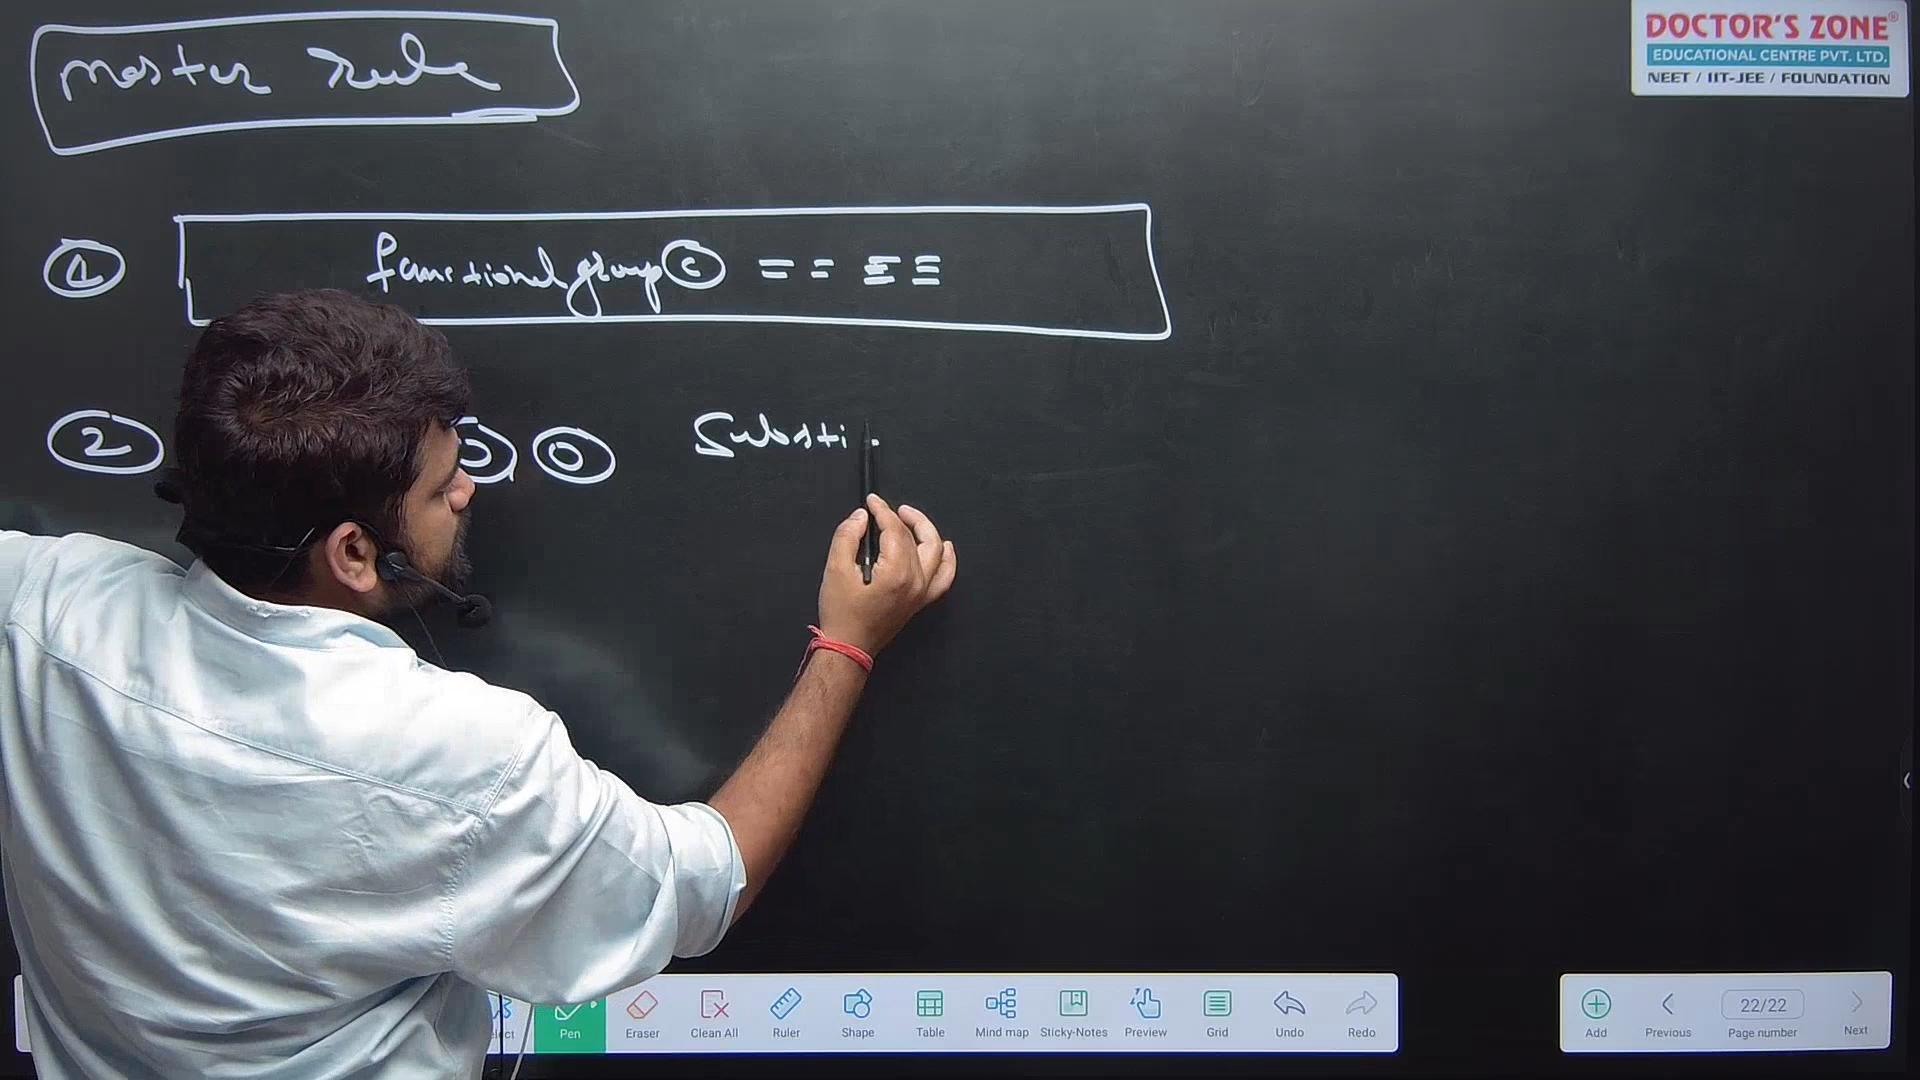 Master rule
DOCTOR'S ZONE®
EDUCATIONAL CENTRE PVT. LTD.
NEET / IIT-JEE / FOUNDATION
1 functional group C = = ≡ ≡
2 O Substi
Pen
Eraser
Clean All
Ruler
Shape
Table
Mind map
Sticky-Notes
Preview
Grid
Undo
Redo
Add
Previous
22/22
Page number
Next